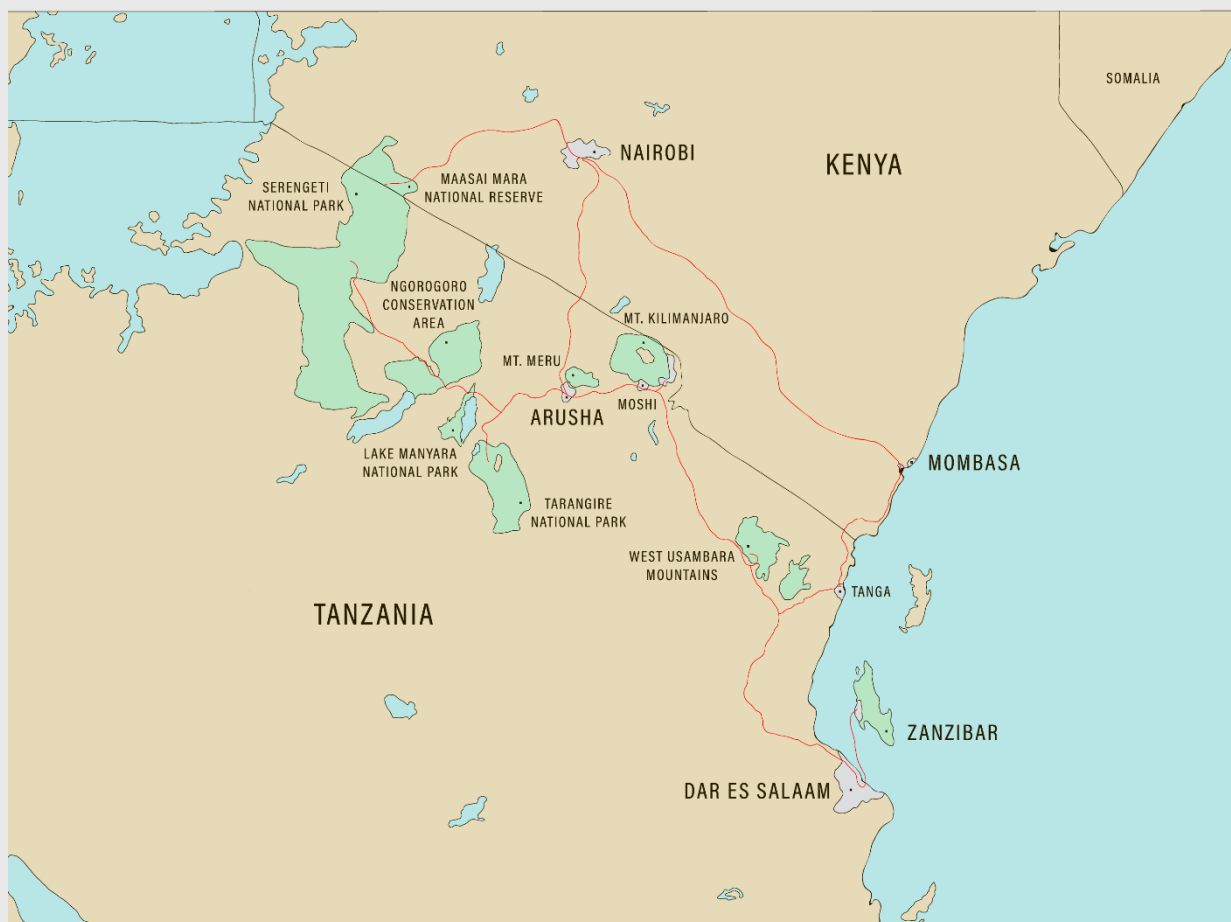 SOMALIA
NAIROBI
KENYA
MAASAI MARA
NATIONAL RESERVE
SERENGETI
NATIONAL PARK
NGOROGORO
CONSERVATION
AREA
MT. KILIMANJARO
MT. MERU
MOSHI
ARUSHA
LAKE MANYARA
NATIONAL PARK
MOMBASA
TARANGIRE
NATIONAL PARK
WEST USAMBARA
MOUNTAINS
TANGA
TANZANIA
ZANZIBAR
DAR ES SALAAM